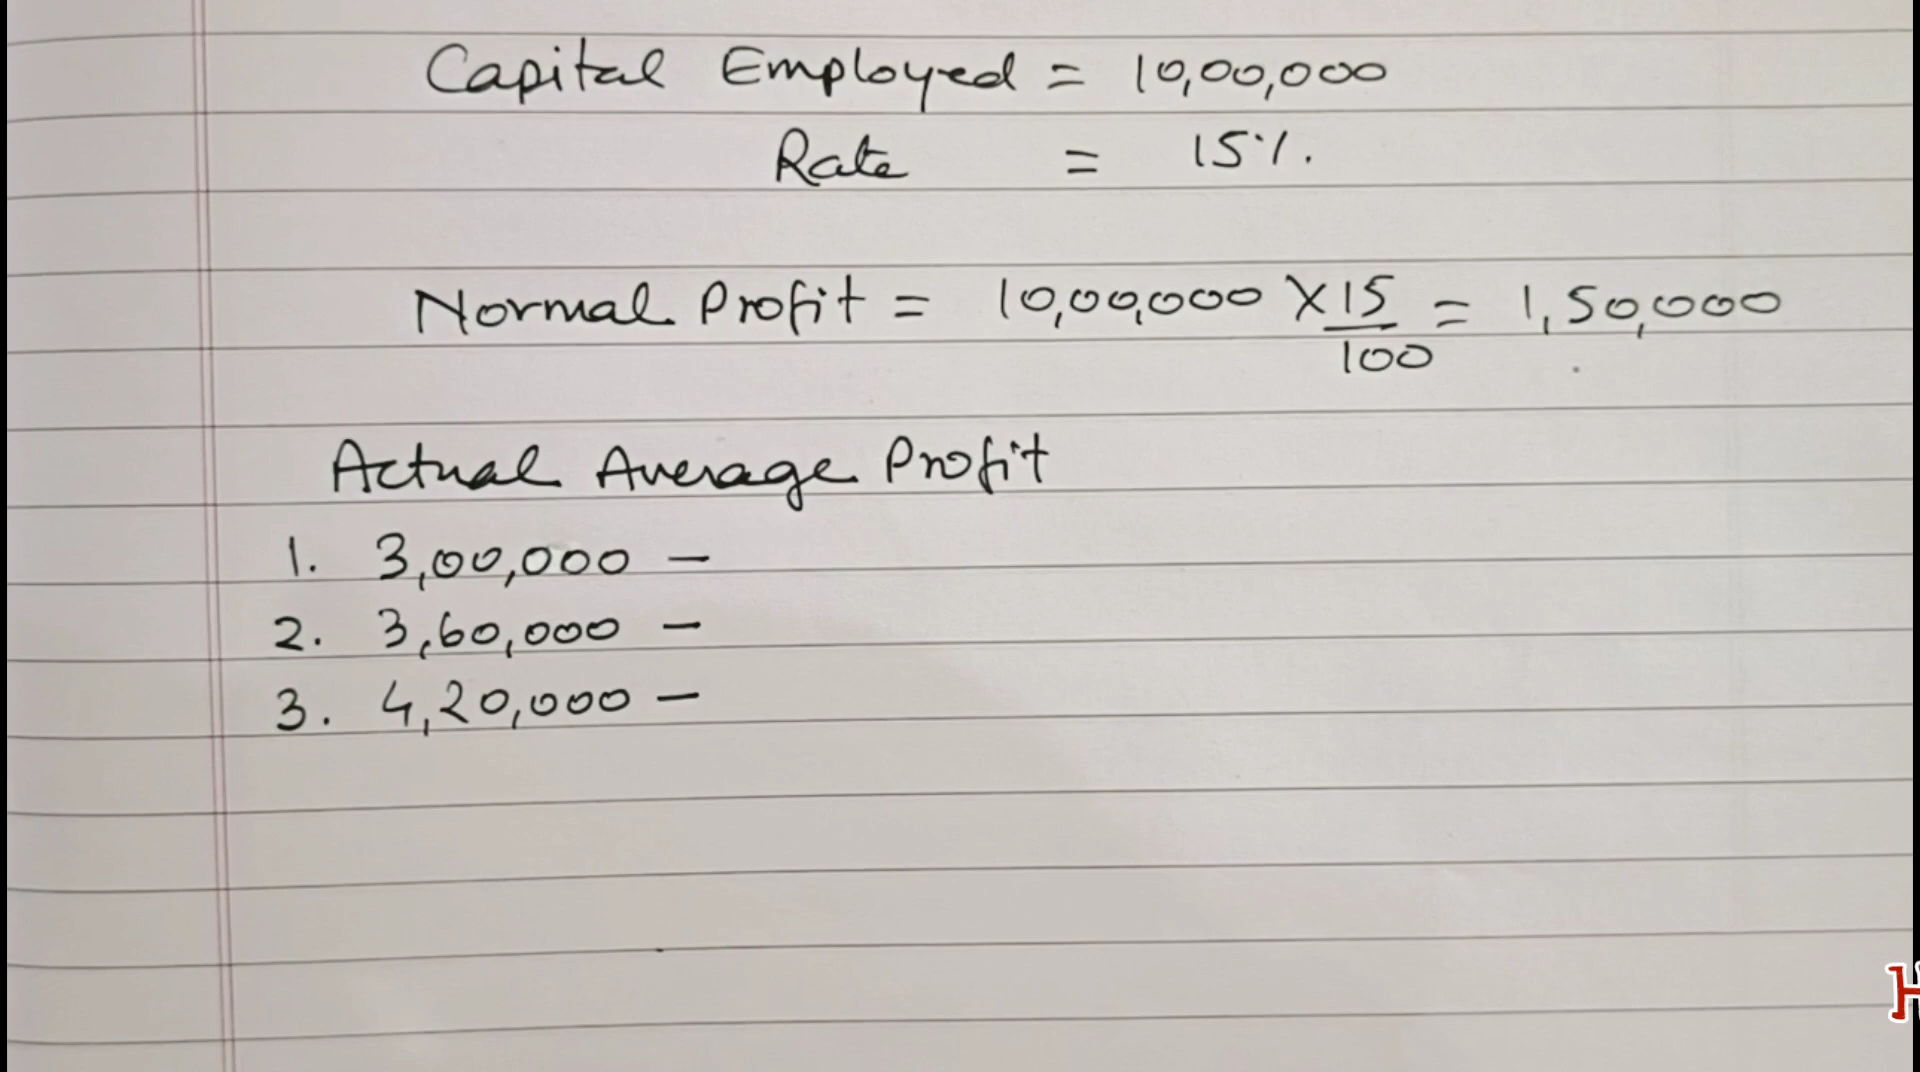 Capital Employed = 10,00,000
Rate = 15%.
Normal Profit = 10,00,000 X 15/100 = 1,50,000
Actual Average Profit
1. 3,00,000 -
2. 3,60,000 -
3. 4,20,000 -
H